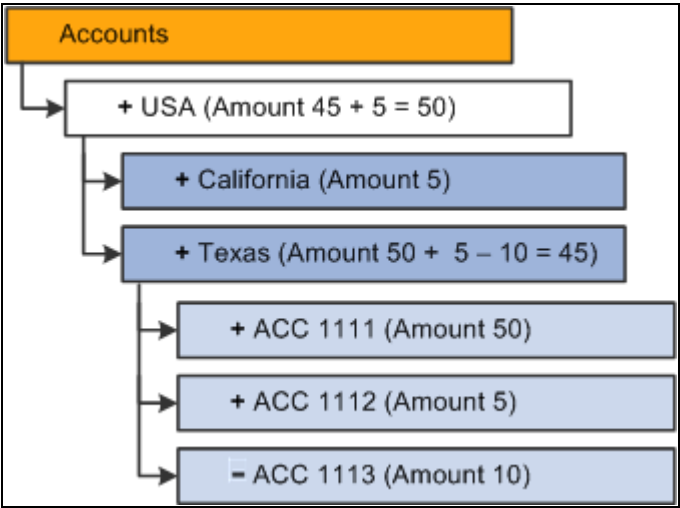 Accounts
+ USA (Amount 45 + 5 = 50)
+ California (Amount 5)
+ Texas (Amount 50 + 5 – 10 = 45)
+ ACC 1111 (Amount 50)
+ ACC 1112 (Amount 5)
– ACC 1113 (Amount 10)